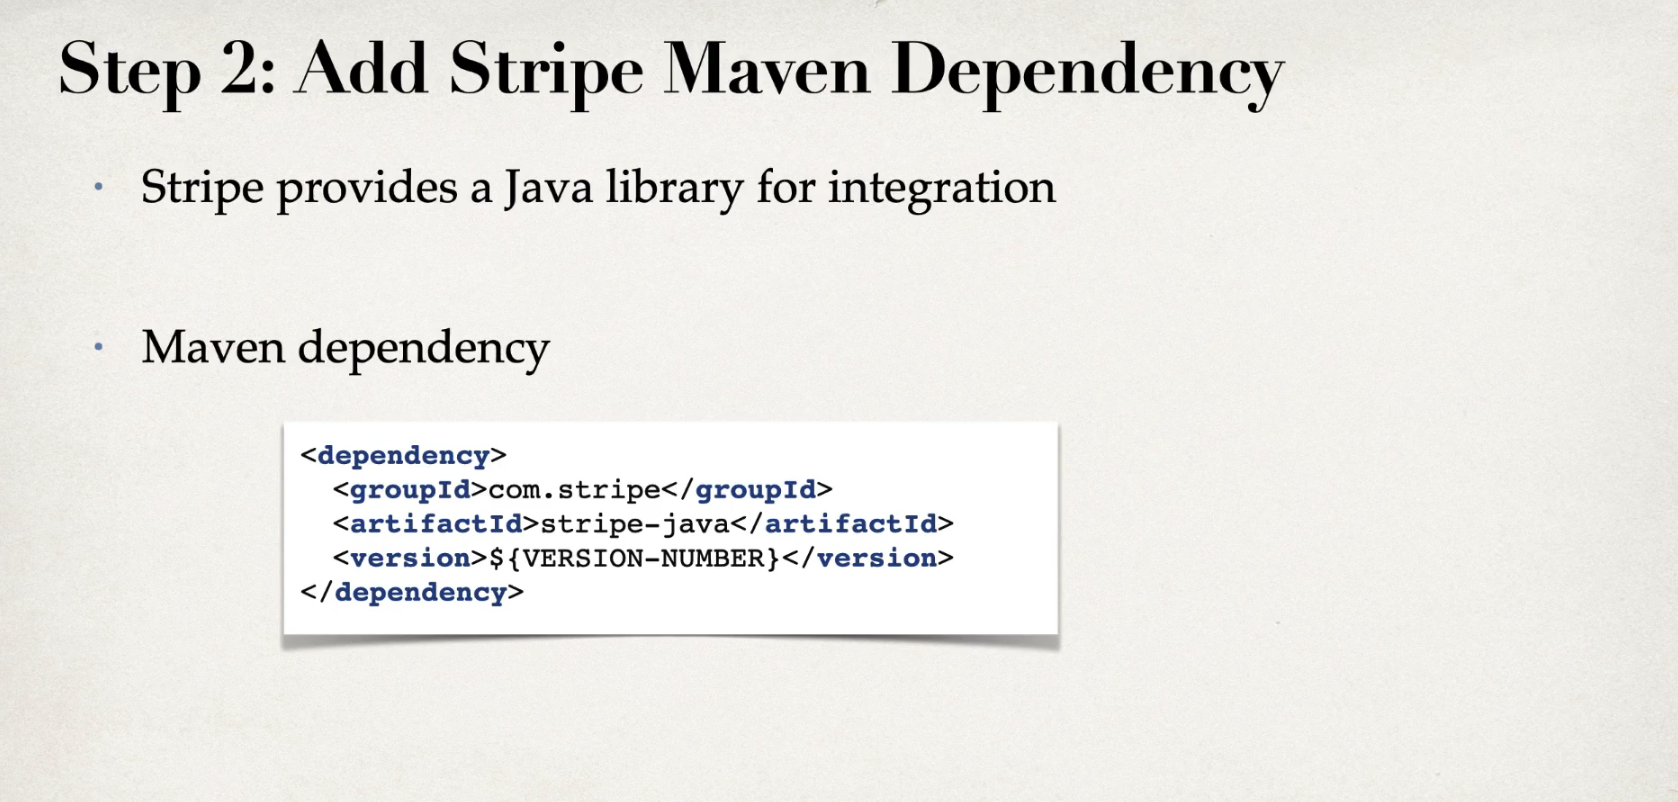 Step 2: Add Stripe Maven Dependency
• Stripe provides a Java library for integration
• Maven dependency
<dependency>
  <groupId>com.stripe</groupId>
  <artifactId>stripe-java</artifactId>
  <version>${VERSION-NUMBER}</version>
</dependency>